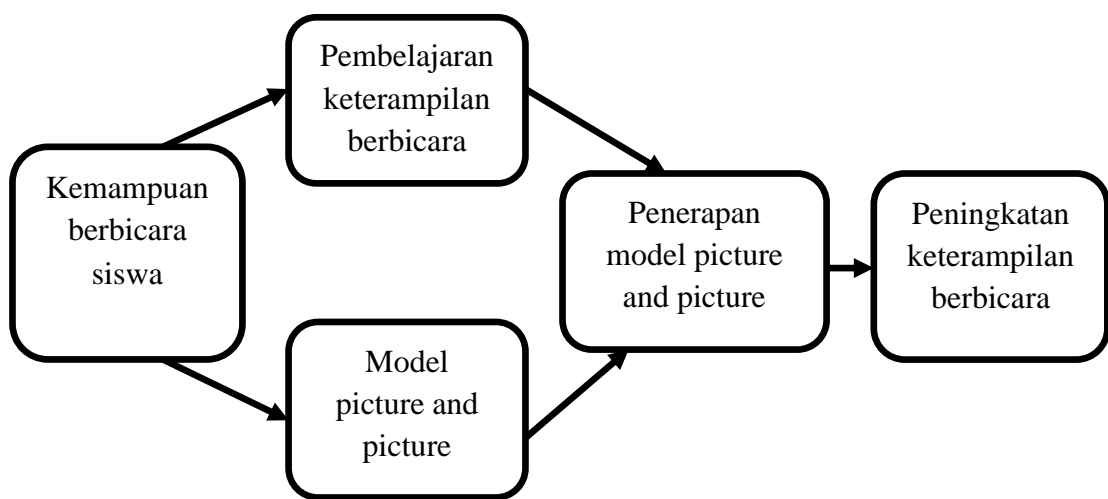 Pembelajaran
keterampilan
berbicara
Kemampuan
berbicara
siswa
Model
picture and
picture
Penerapan
model picture
and picture
Peningkatan
keterampilan
berbicara